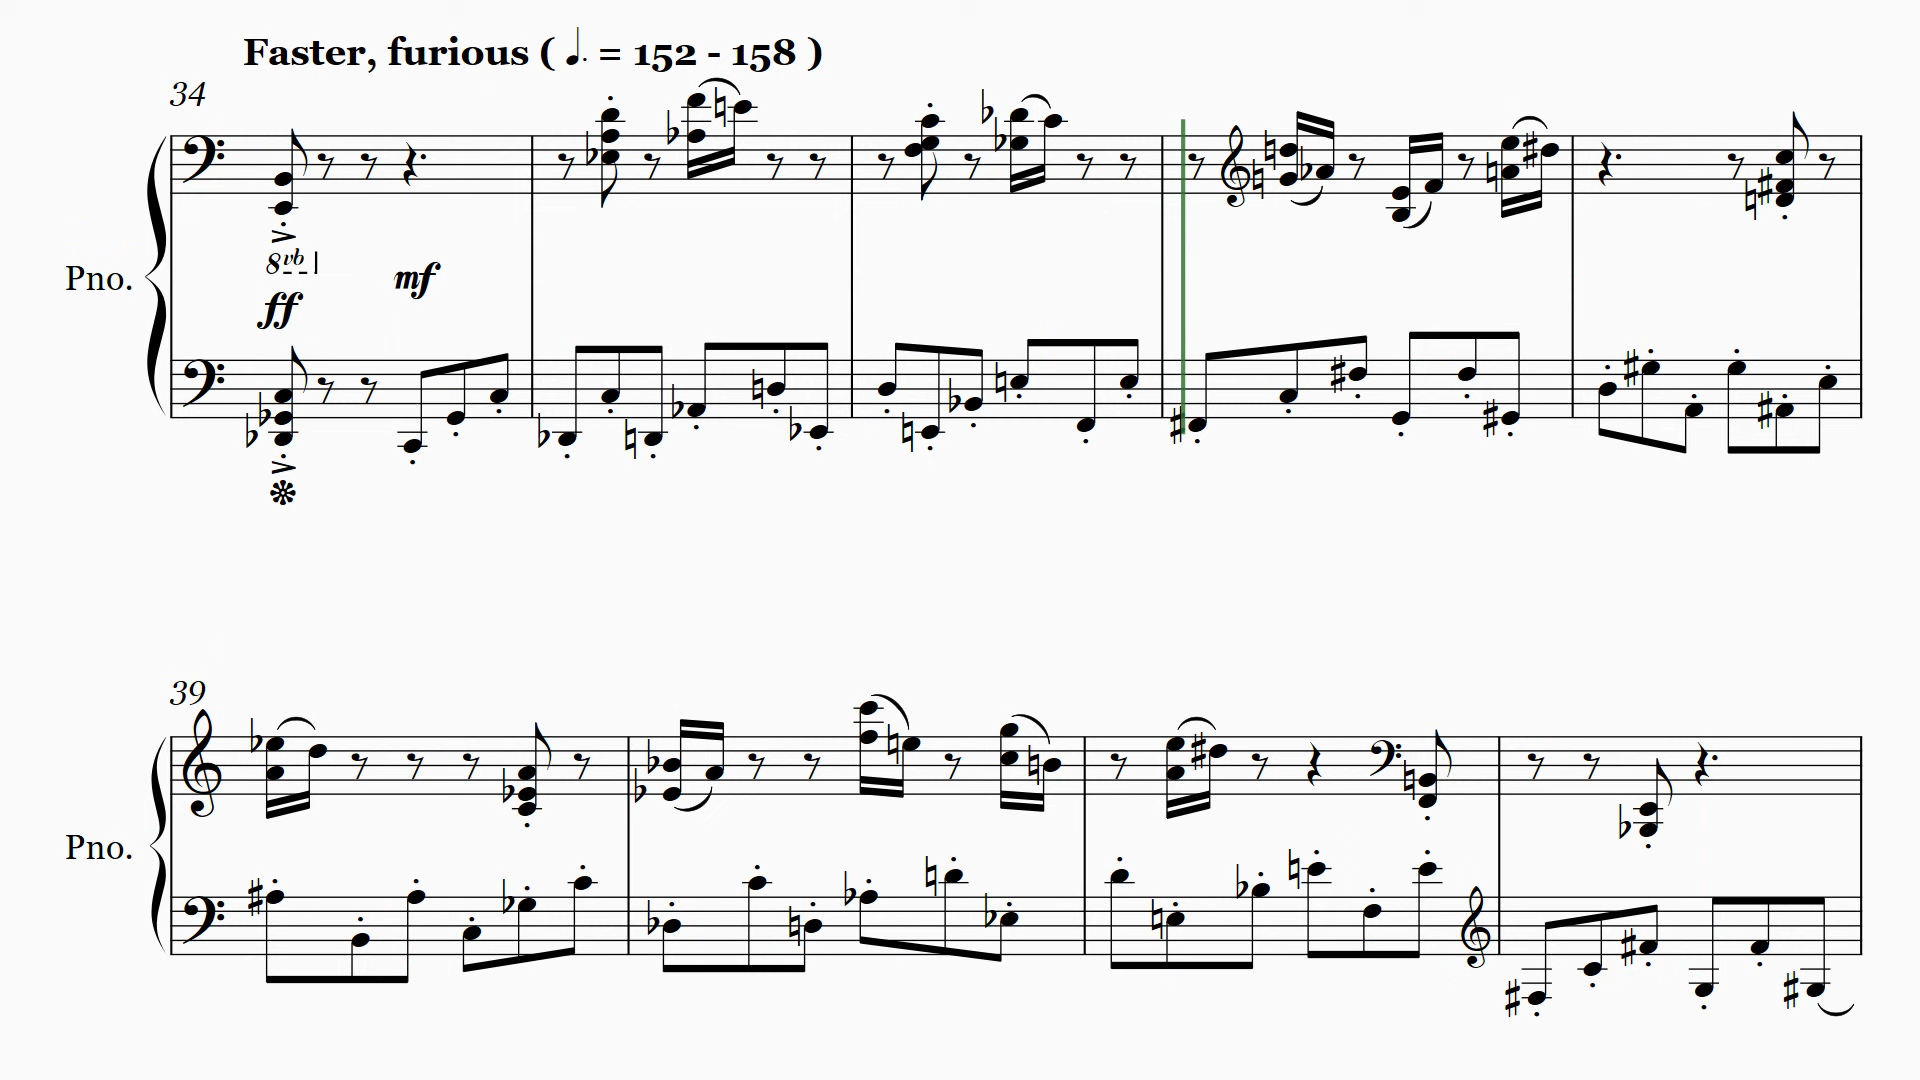 Faster, furious ( ♩. = 152 - 158 )
34
Pno.
8vb
ff
mf
39
Pno.